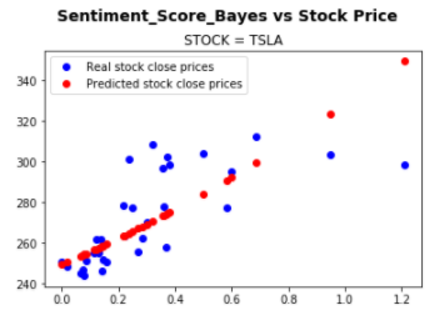 Sentiment_Score_Bayes vs Stock Price
STOCK = TSLA
Real stock close prices
Predicted stock close prices
340
320
300
280
260
240
0.0 0.2 0.4 0.6 0.8 1.0 1.2